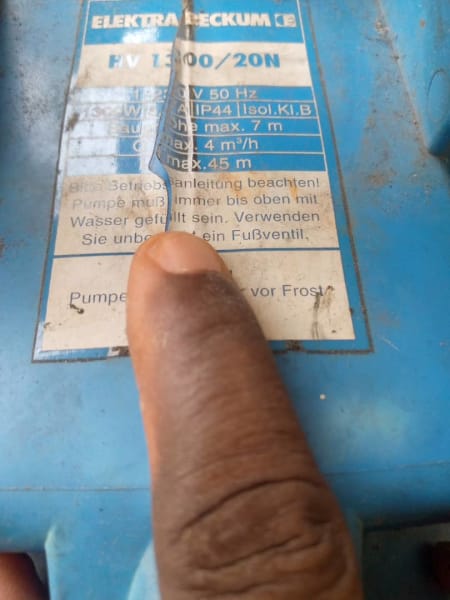 ELEKTRA BECKUM
HV 1300/20N
V 50 Hz
IP44 Isol.Kl.B
max. 7 m
max. 4 m³/h
max.45 m
Betriebsanleitung beachten!
Pumpe muß immer bis oben mit
Wasser gefüllt sein. Verwenden
Sie ein Fußventil.
Pumpe vor Frost